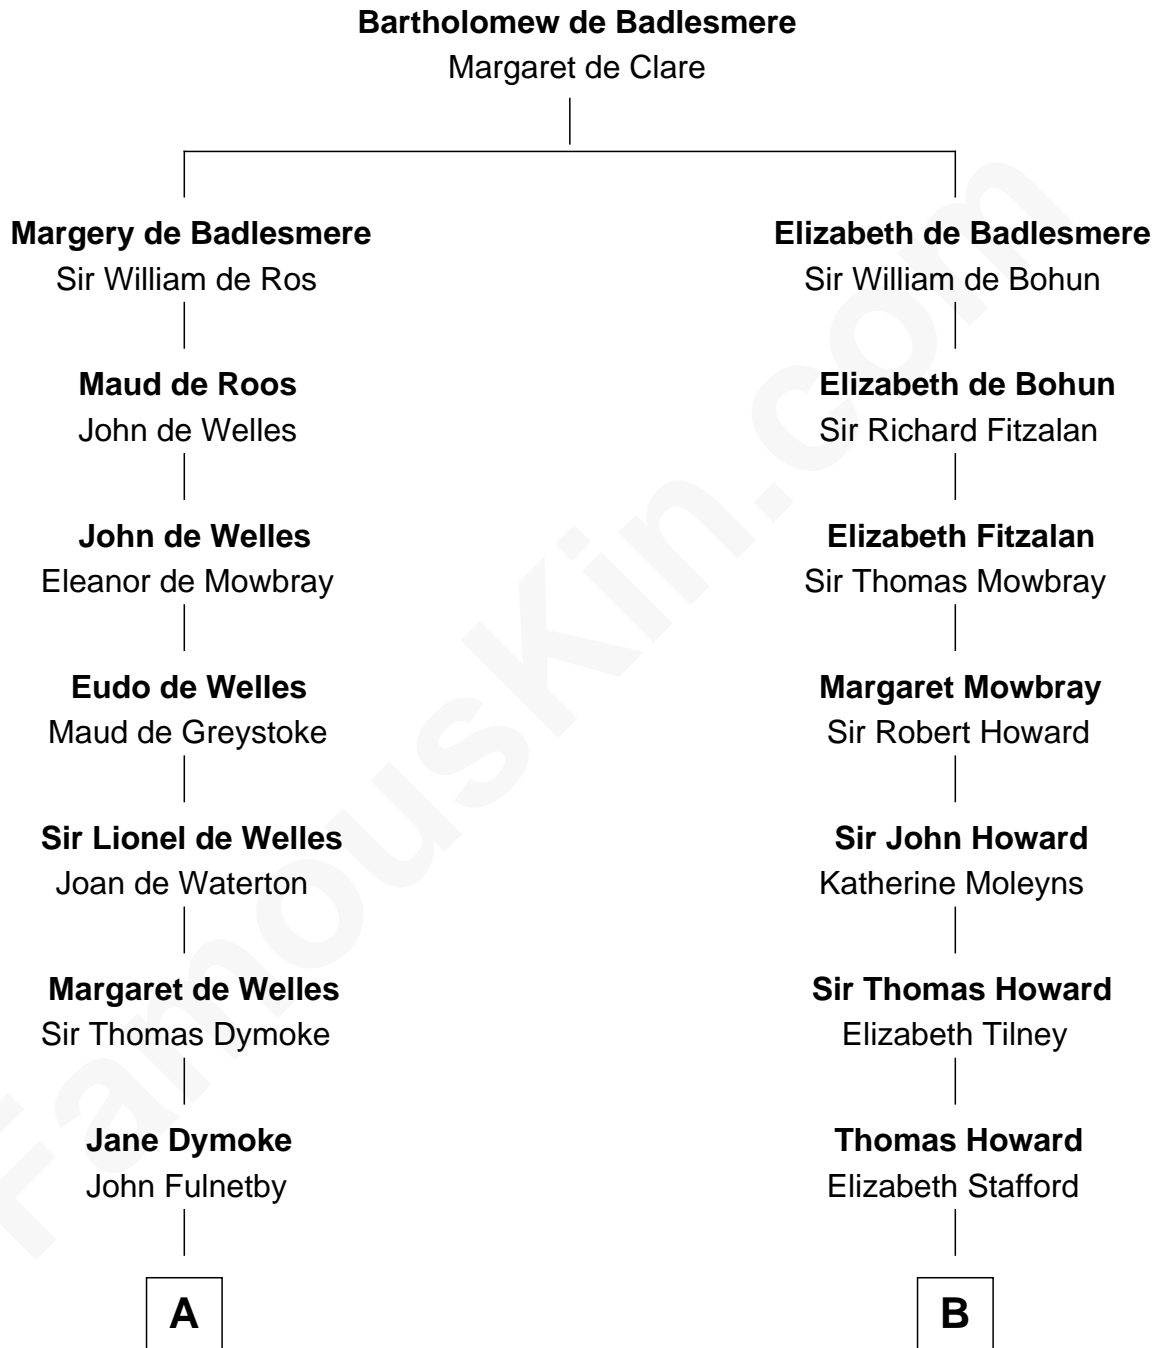 Bartholomew de Badlesmere
Margaret de Clare
Margery de Badlesmere
Sir William de Ros
Elizabeth de Badlesmere
Sir William de Bohun
Maud de Roos
John de Welles
Elizabeth de Bohun
Sir Richard Fitzalan
John de Welles
Eleanor de Mowbray
Elizabeth Fitzalan
Sir Thomas Mowbray
Eudo de Welles
Maud de Greystoke
Margaret Mowbray
Sir Robert Howard
Sir Lionel de Welles
Joan de Waterton
Sir John Howard
Katherine Moleyns
Margaret de Welles
Sir Thomas Dymoke
Sir Thomas Howard
Elizabeth Tilney
Jane Dymoke
John Fulnetby
Thomas Howard
Elizabeth Stafford
A
B
FamousKin.com